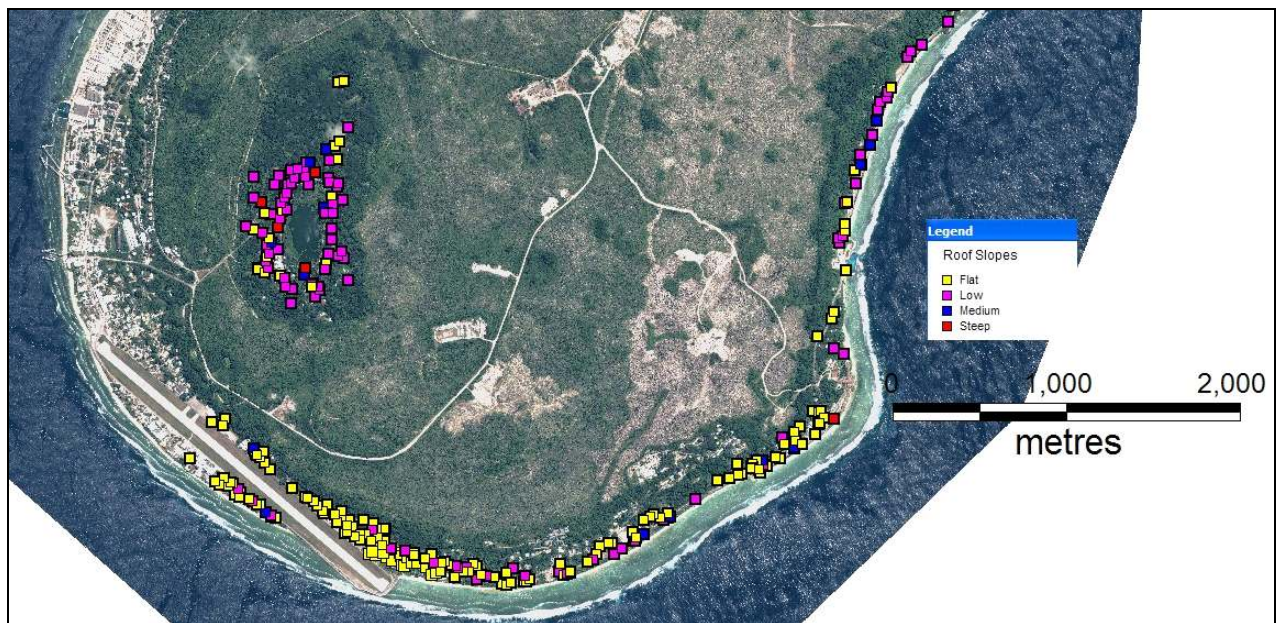 Legend
Roof Slopes
Flat
Low
Medium
Steep
0 1,000 2,000
metres